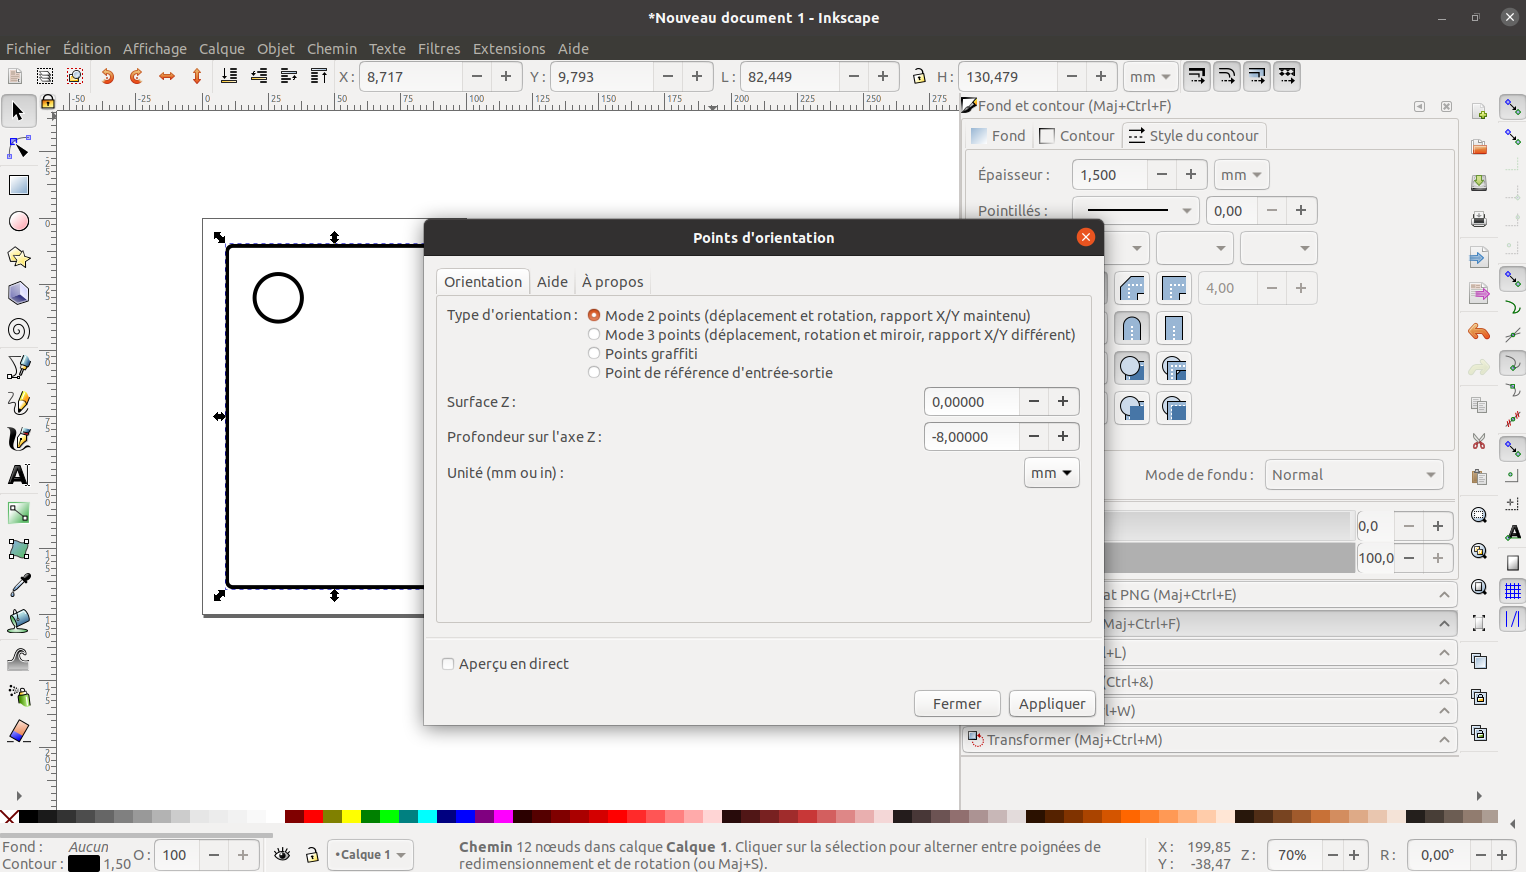 *Nouveau document 1 - Inkscape
Fichier Édition Affichage Calque Objet Chemin Texte Filtres Extensions Aide
X : 8,717 Y : 9,793 L : 82,449 H : 130,479 mm
-50 -25 0 25 50 75 100 125 150 175 200 225 250 275
Fond et contour (Maj+Ctrl+F)
Fond Contour Style du contour
Épaisseur : 1,500 mm
Pointillés : 0,00
Points d'orientation
Orientation Aide À propos
Type d'orientation : Mode 2 points (déplacement et rotation, rapport X/Y maintenu)
Mode 3 points (déplacement, rotation et miroir, rapport X/Y différent)
Points graffiti
Point de référence d'entrée-sortie
4,00
Surface Z : 0,00000
Profondeur sur l'axe Z : -8,00000
Unité (mm ou in) : mm
Mode de fondu : Normal
0,0
100,0
Aperçu en direct
Fermer Appliquer
at PNG (Maj+Ctrl+E)
Maj+Ctrl+F)
+L)
Ctrl+&)
l+W)
Transformer (Maj+Ctrl+M)
Fond : Aucun
Contour : 1,50 O : 100 •Calque 1
Chemin 12 nœuds dans calque Calque 1. Cliquer sur la sélection pour alterner entre poignées de
redimensionnement et de rotation (ou Maj+S).
X : 199,85
Y : -38,47
Z : 70% R : 0,00°